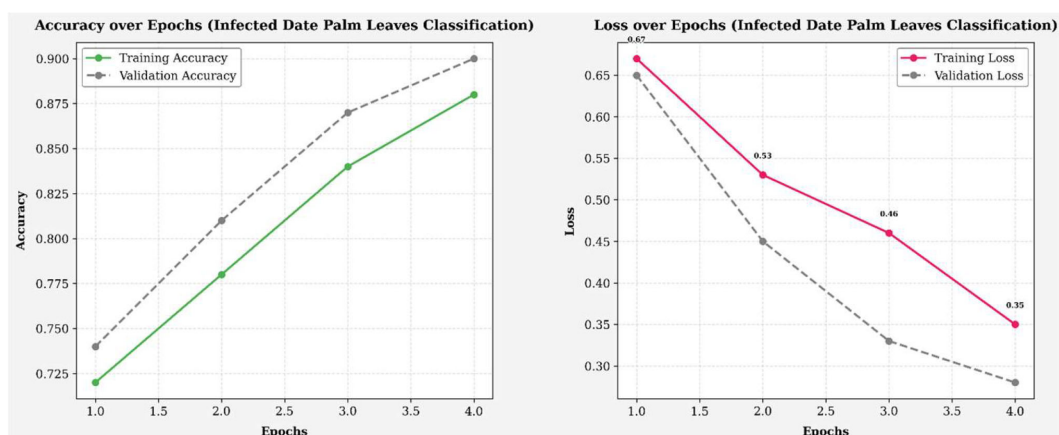 Accuracy over Epochs (Infected Date Palm Leaves Classification)
Training Accuracy
Validation Accuracy
0.900
0.875
0.850
0.825
0.800
0.775
0.750
0.725
Accuracy
1.0 1.5 2.0 2.5 3.0 3.5 4.0
Epochs
Loss over Epochs (Infected Date Palm Leaves Classification)
Training Loss
Validation Loss
0.67
0.53
0.46
0.35
0.65
0.60
0.55
0.50
0.45
0.40
0.35
0.30
Loss
1.0 1.5 2.0 2.5 3.0 3.5 4.0
Epochs